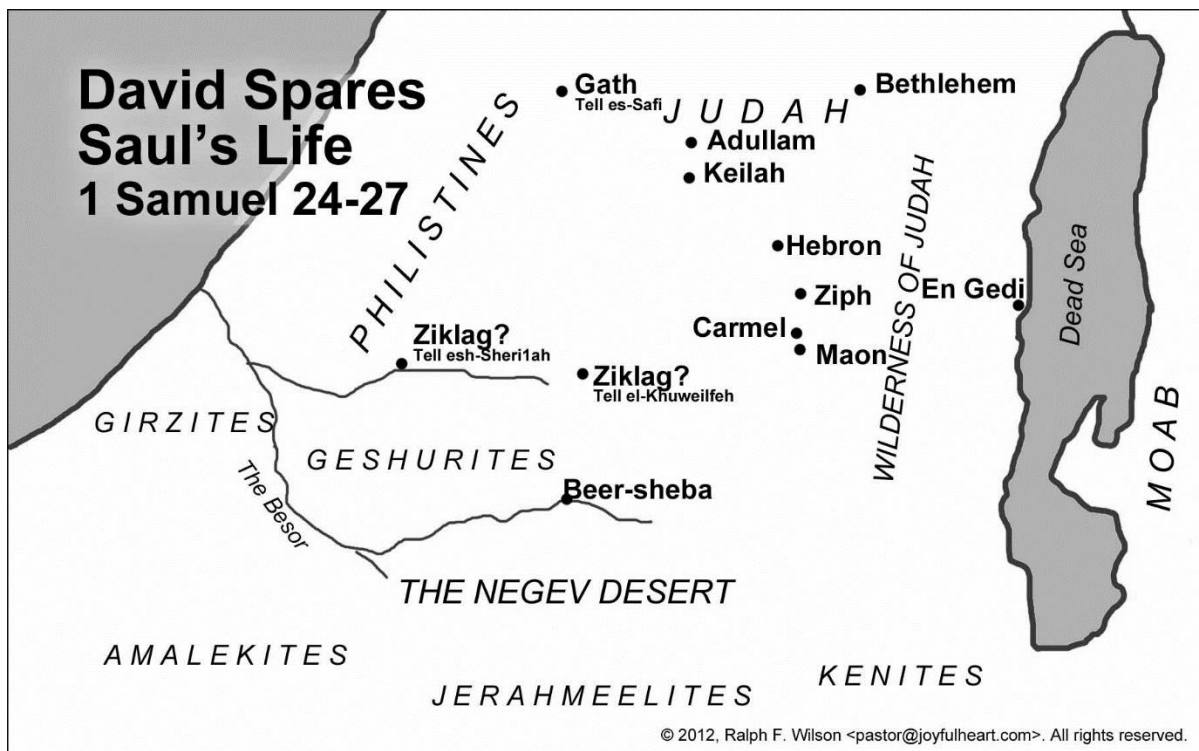 David Spares
Saul's Life
1 Samuel 24-27
Gath
Tell es-Safi
JUDAH
Bethlehem
Adullam
Keilah
PHILISTINES
WILDERNESS OF JUDAH
Hebron
Ziph
En Gedi
Dead Sea
Carmel
Maon
Ziklag?
Tell esh-Sheri1ah
Ziklag?
Tell el-Khuweilfeh
MOAB
GIRZITES
GESHURITES
The Besor
Beer-sheba
THE NEGEV DESERT
AMALEKITES
JERAHMEELITES
KENITES
© 2012, Ralph F. Wilson <pastor@joyfulheart.com>. All rights reserved.